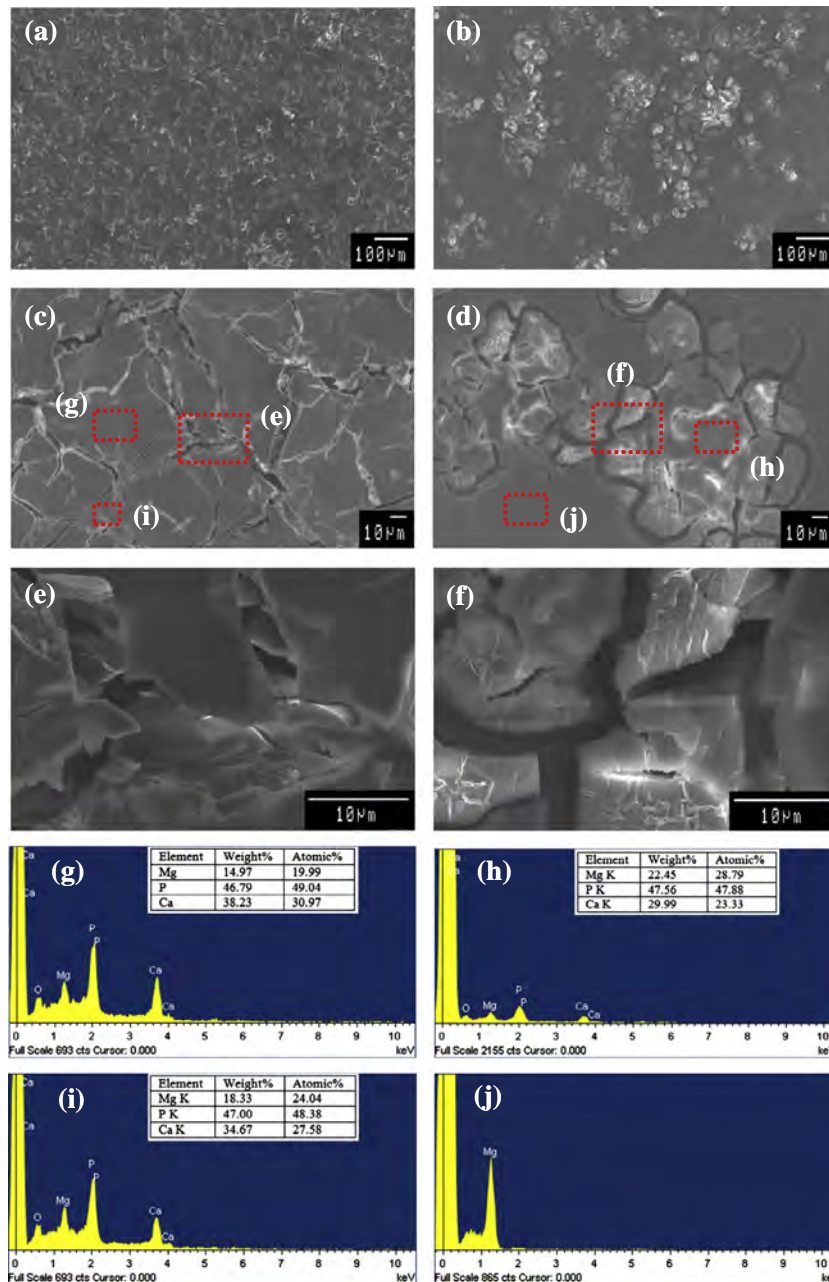 (a)
100μm
(b)
100μm
(c)
(g)
(e)
(i)
10μm
(d)
(f)
(h)
(j)
10μm
(e)
10μm
(f)
10μm
(g)
Element Weight% Atomic%
Mg 14.97 19.99
P 46.79 49.04
Ca 38.23 30.97
Ca
Ca
O
Mg
P
P
Ca
Ca
0 1 2 3 4 5 6 7 8 9 10
Full Scale 693 cts Cursor: 0.000 keV
(h)
Element Weight% Atomic%
Mg K 22.45 28.79
P K 47.56 47.88
Ca K 29.99 23.33
O
Mg
P
P
Ca
Ca
0 1 2 3 4 5 6 7 8 9 10
Full Scale 2155 cts Cursor: 0.000 keV
(i)
Element Weight% Atomic%
Mg K 18.33 24.04
P K 47.00 48.38
Ca K 34.67 27.58
Ca
Ca
O
Mg
P
P
Ca
Ca
0 1 2 3 4 5 6 7 8 9 10
Full Scale 693 cts Cursor: 0.000 keV
(j)
Mg
0 1 2 3 4 5 6 7 8 9 10
Full Scale 865 cts Cursor: 0.000 keV